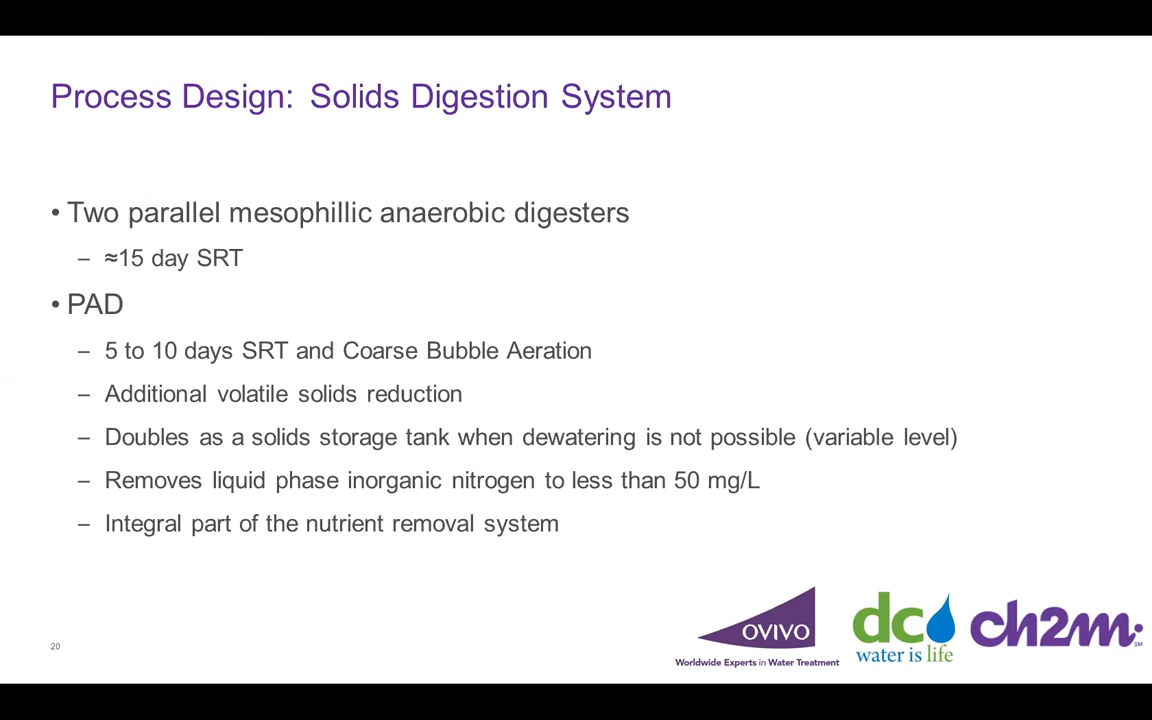 Process Design: Solids Digestion System
• Two parallel mesophillic anaerobic digesters
– ≈15 day SRT
• PAD
– 5 to 10 days SRT and Coarse Bubble Aeration
– Additional volatile solids reduction
– Doubles as a solids storage tank when dewatering is not possible (variable level)
– Removes liquid phase inorganic nitrogen to less than 50 mg/L
– Integral part of the nutrient removal system
20
OVIVO
Worldwide Experts in Water Treatment
dc
water is life
ch2m:
SM